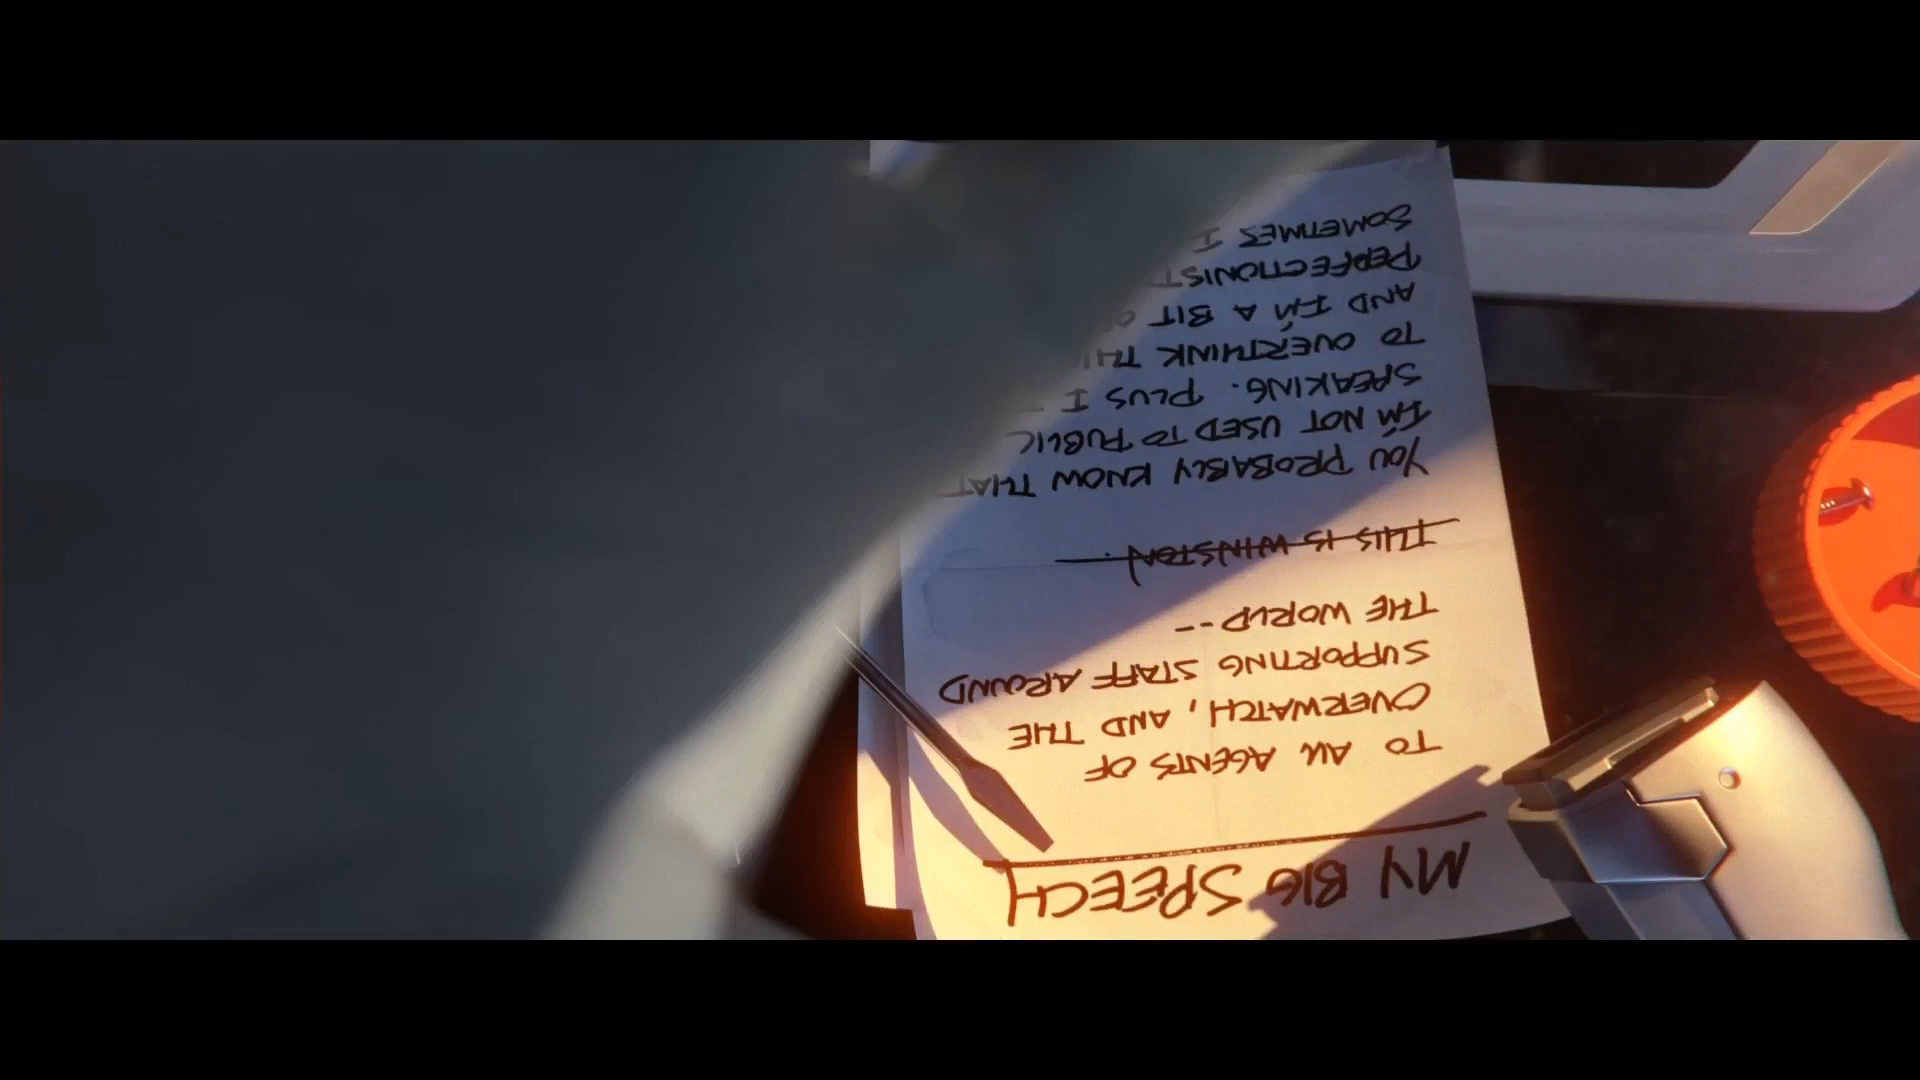 MY BIG SPEECH
TO ALL AGENTS OF
OVERWATCH, AND THE
SUPPORTING STAFF AROUND
THE WORLD--
THIS IS WINSTON.
YOU PROBABLY KNOW THAT
I'M NOT USED TO PUBLIC
SPEAKING. PLUS I
TO OVERTHINK
AND I'M A BIT
PERFECTIONIST
SOMETIMES I